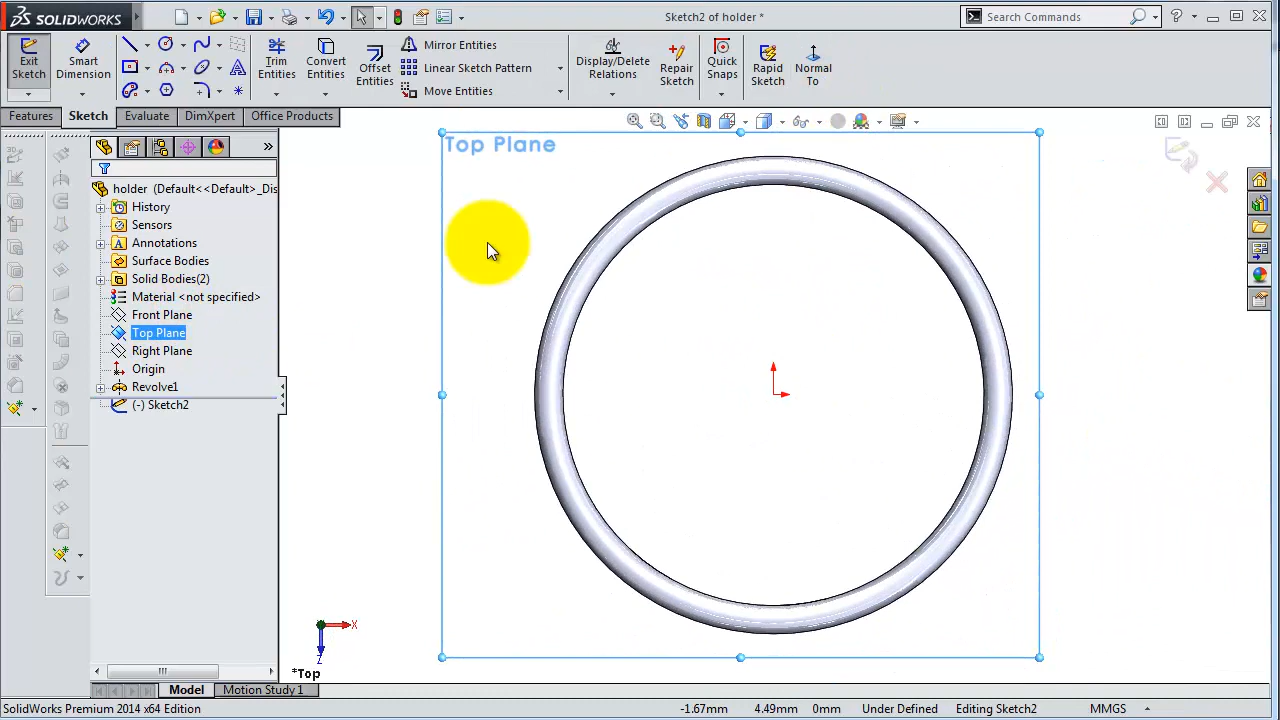 SOLIDWORKS
Sketch2 of holder *
Search Commands
Exit Sketch
Smart Dimension
Trim Entities
Convert Entities
Offset Entities
Mirror Entities
Linear Sketch Pattern
Move Entities
Display/Delete Relations
Repair Sketch
Quick Snaps
Rapid Sketch
Normal To
Features
Sketch
Evaluate
DimXpert
Office Products
Top Plane
holder (Default<<Default>_Dis
History
Sensors
Annotations
Surface Bodies
Solid Bodies(2)
Material <not specified>
Front Plane
Top Plane
Right Plane
Origin
Revolve1
(-) Sketch2
X
Z
*Top
Model
Motion Study 1
SolidWorks Premium 2014 x64 Edition
-1.67mm
4.49mm
0mm
Under Defined
Editing Sketch2
MMGS